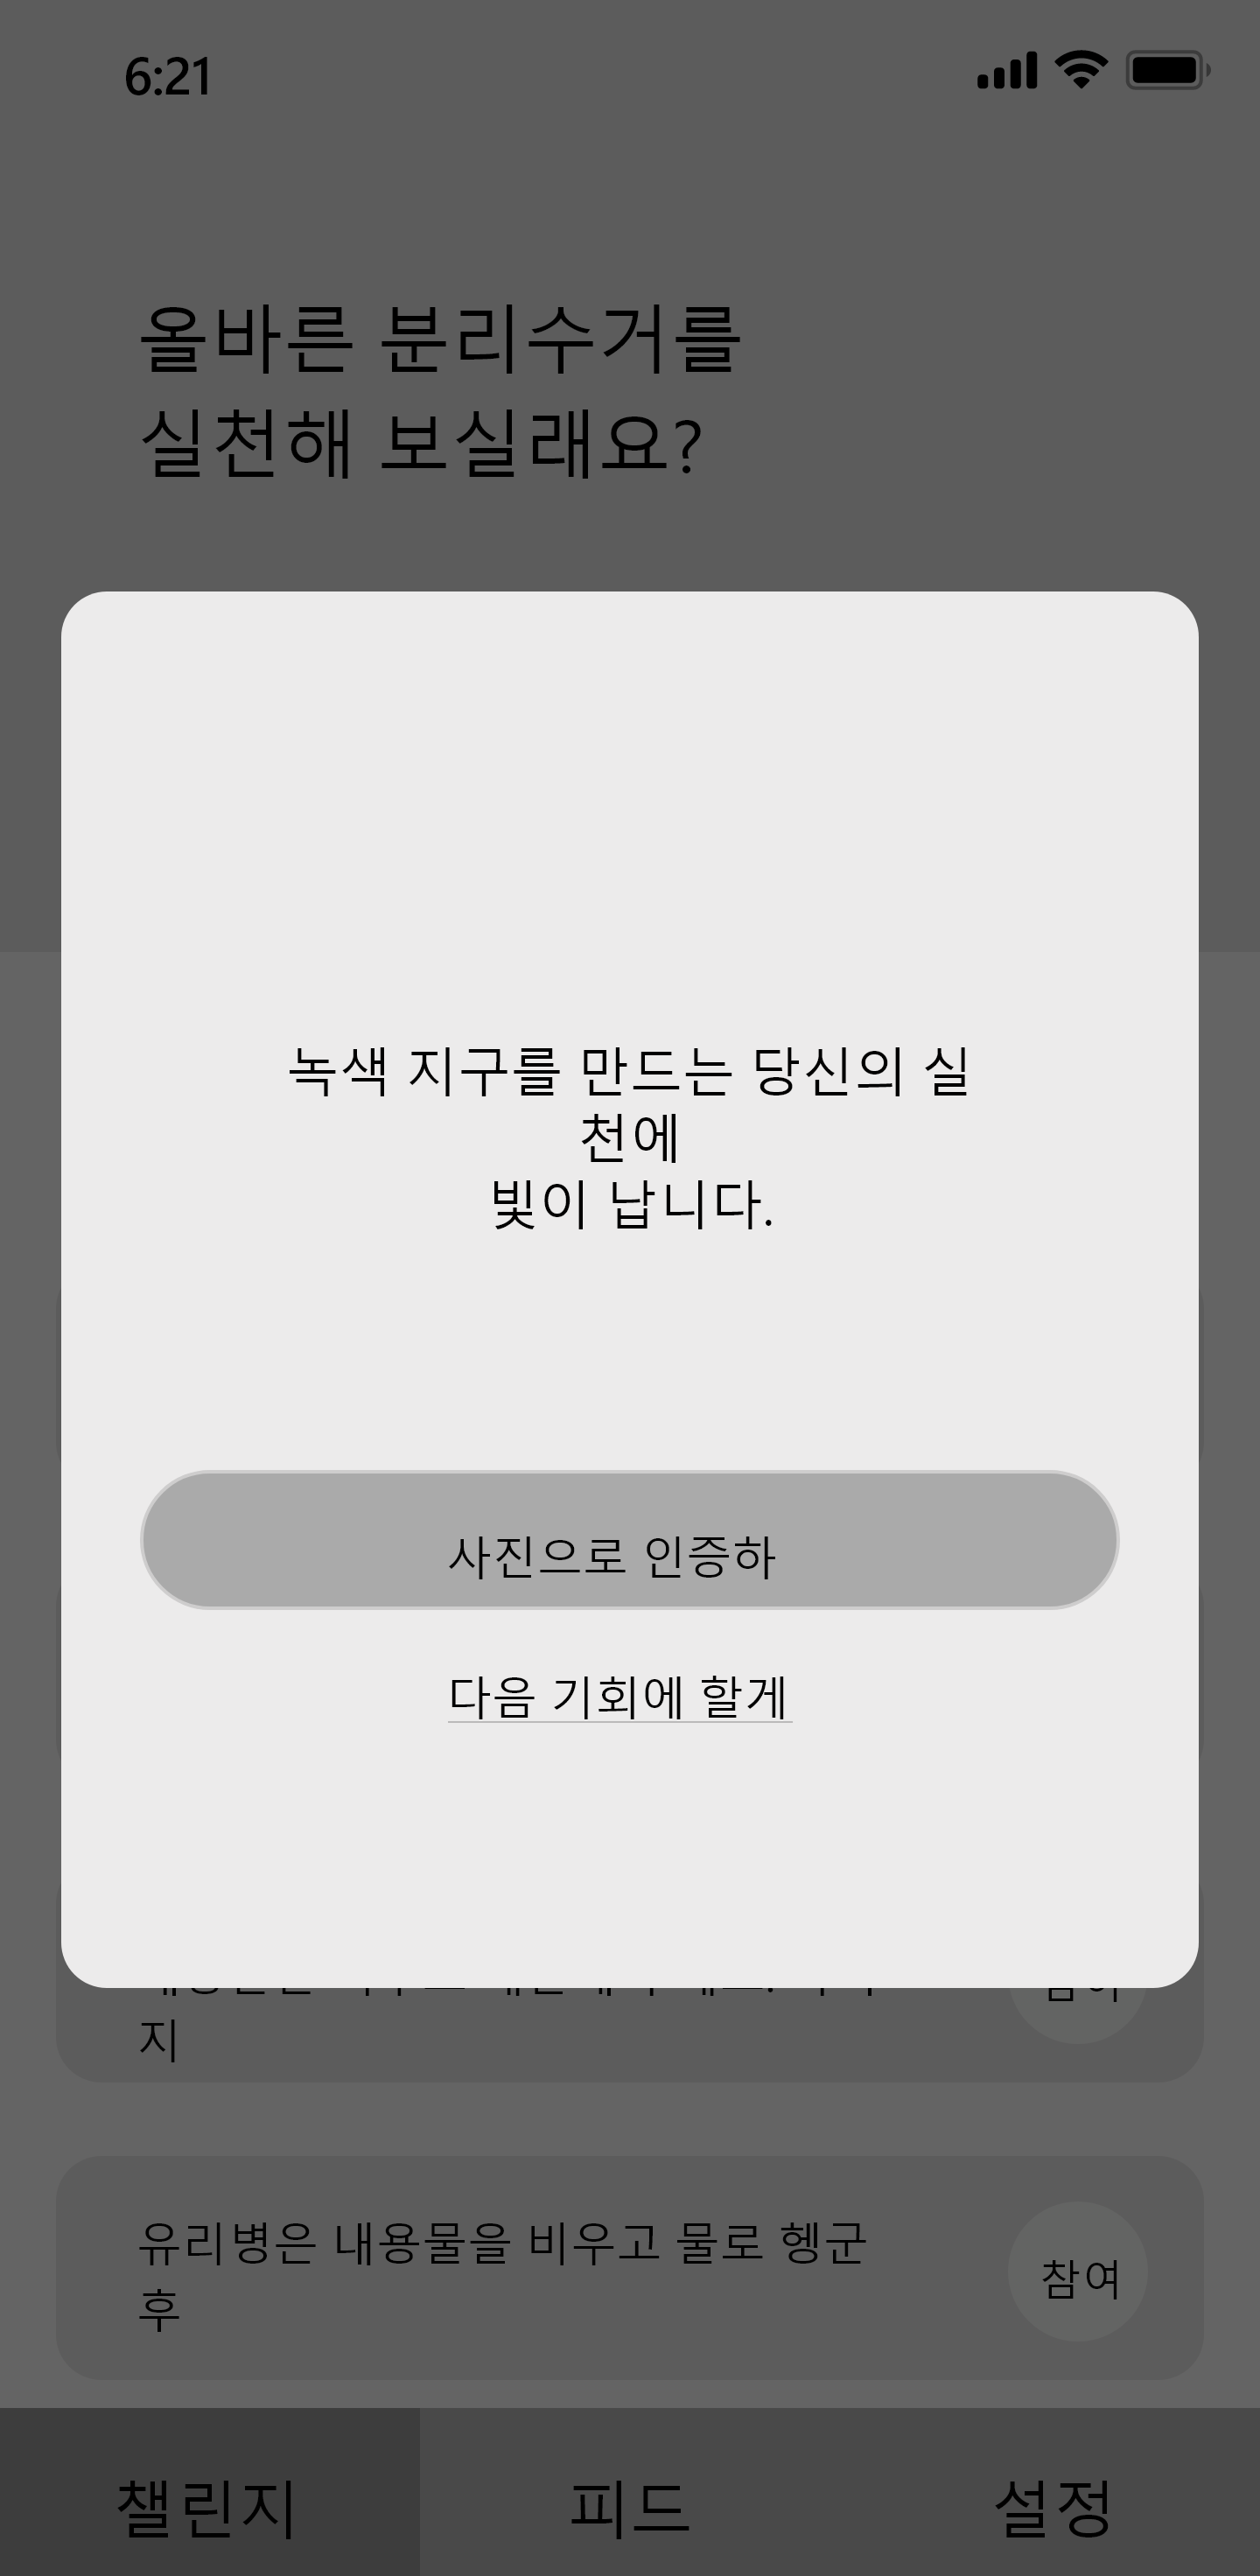 6:21
올바른 분리수거를
실천해 보실래요?
녹색 지구를 만드는 당신의 실
천에
빛이 납니다.
사진으로 인증하
다음 기회에 할게
지
유리병은 내용물을 비우고 물로 헹군
후
참여
챌린지
피드
설정